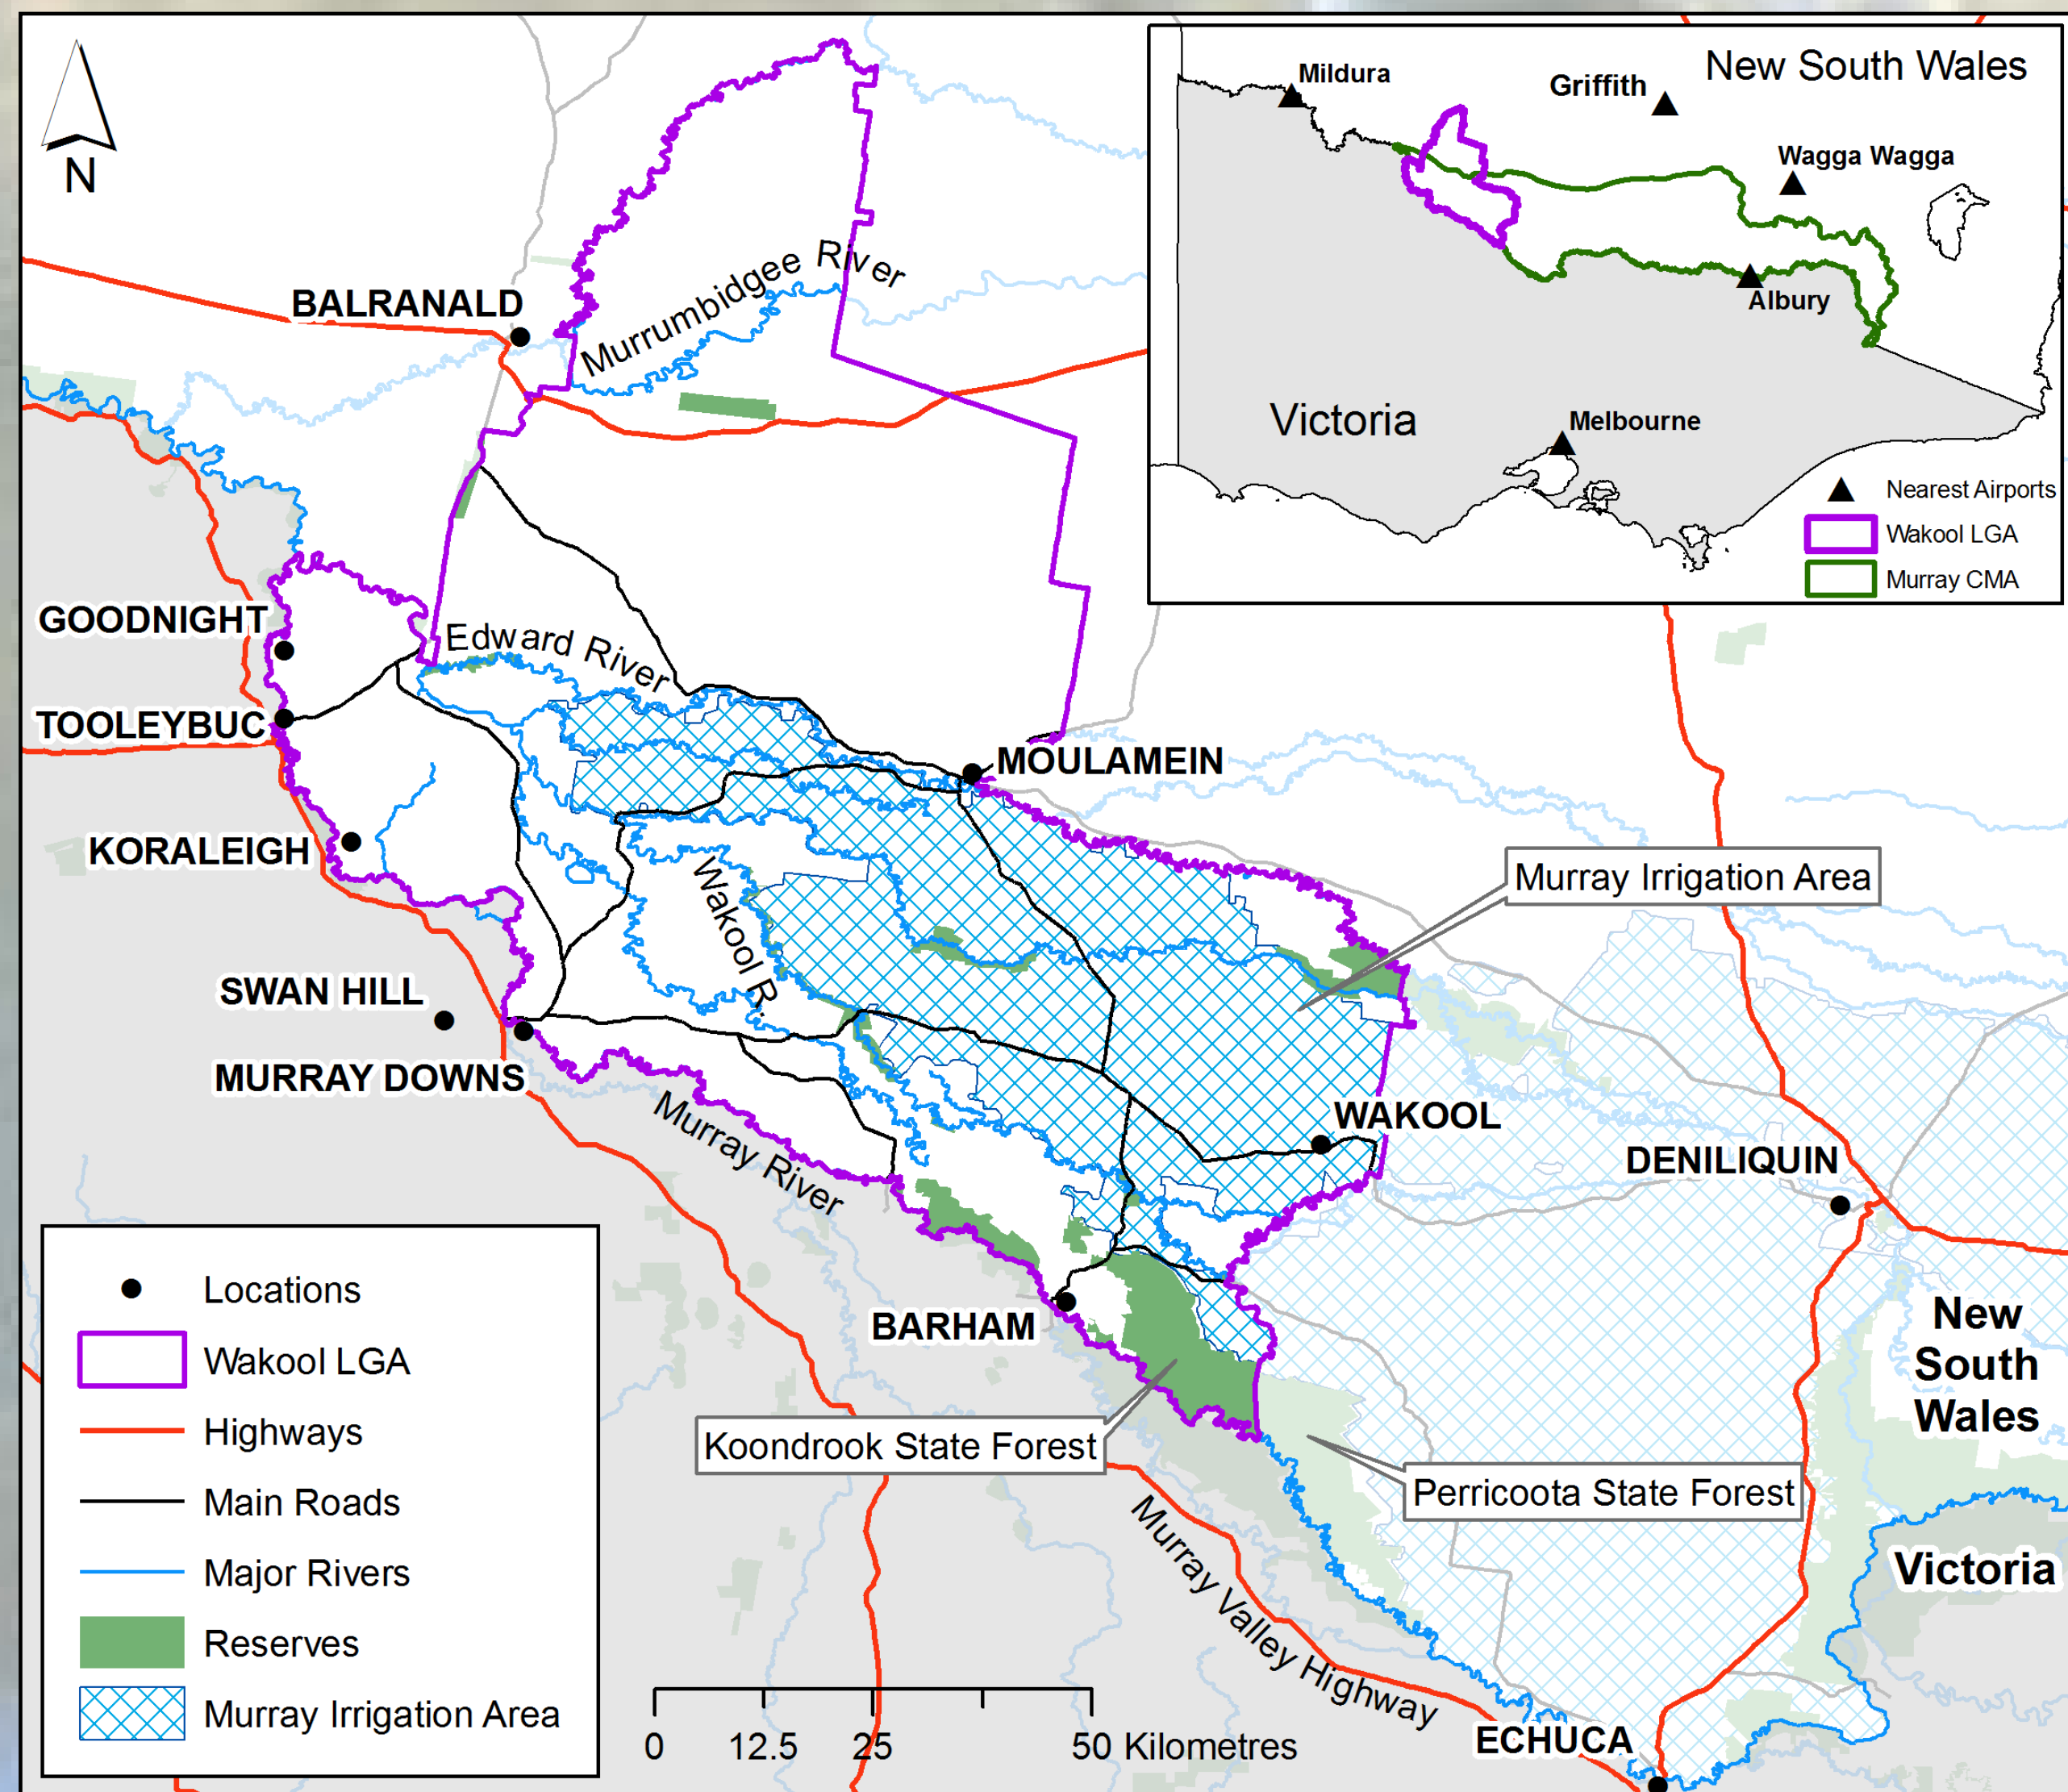 N
BALRANALD
Murrumbidgee River
GOODNIGHT
Edward River
TOOLEYBUC
MOULAMEIN
KORALEIGH
Wakool R.
Murray Irrigation Area
SWAN HILL
MURRAY DOWNS
Murray River
WAKOOL
DENILIQUIN
BARHAM
Koondrook State Forest
Perricoota State Forest
New
South
Wales
Victoria
Murray Valley Highway
ECHUCA
New South Wales
Mildura
Griffith
Wagga Wagga
Albury
Victoria
Melbourne
Nearest Airports
Wakool LGA
Murray CMA
Locations
Wakool LGA
Highways
Main Roads
Major Rivers
Reserves
Murray Irrigation Area
0 12.5 25 50 Kilometres